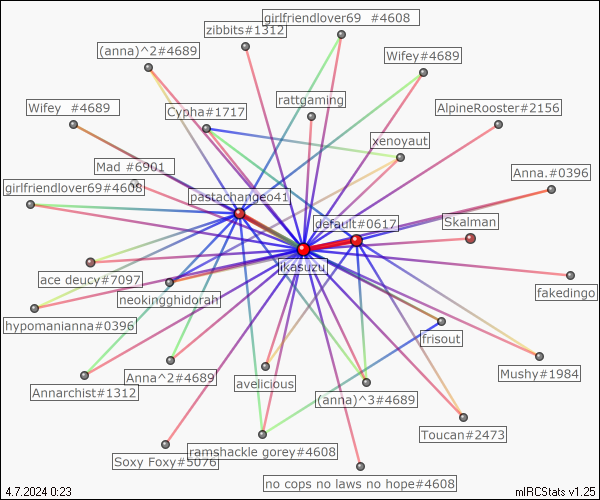 girlfriendlover69 #4608
zibbits#1312
(anna)^2#4689
Wifey#4689
rattgaming
Wifey #4689
Cypha#1717
AlpineRooster#2156
xenoyaut
Mad #6901
Anna.#0396
girlfriendlover69#4608
pastachangeo41
default#0617
Skalman
likasuzu
ace deucy#7097
fakedingo
neokingghidorah
hypomanianna#0396
frisout
Mushy#1984
Anna^2#4689
avelicious
Annarchist#1312
(anna)^3#4689
Toucan#2473
ramshackle gorey#4608
Soxy Foxy#5076
no cops no laws no hope#4608
4.7.2024 0:23
mIRCStats v1.25